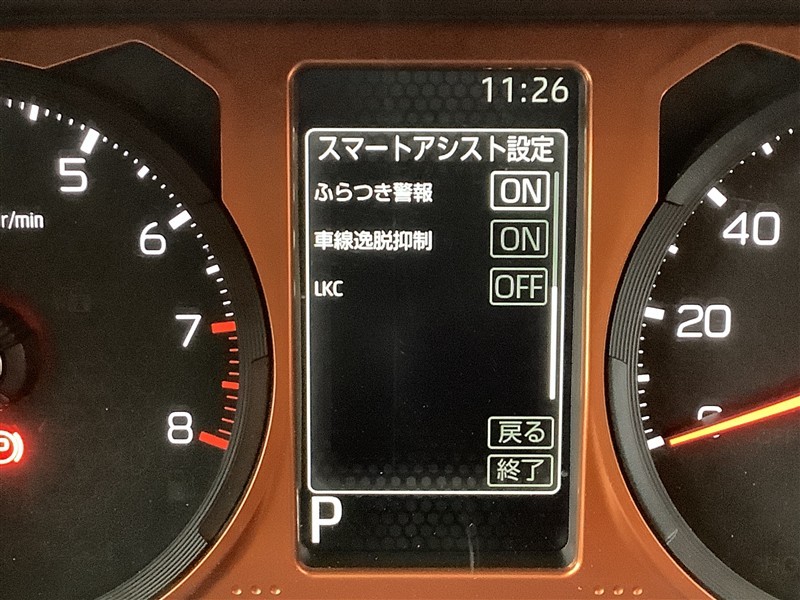 11:26
スマートアシスト設定
ふらつき警報 ON
車線逸脱抑制 ON
LKC OFF
戻る
終了
P
5
6
7
8
r/min
40
20
0
P